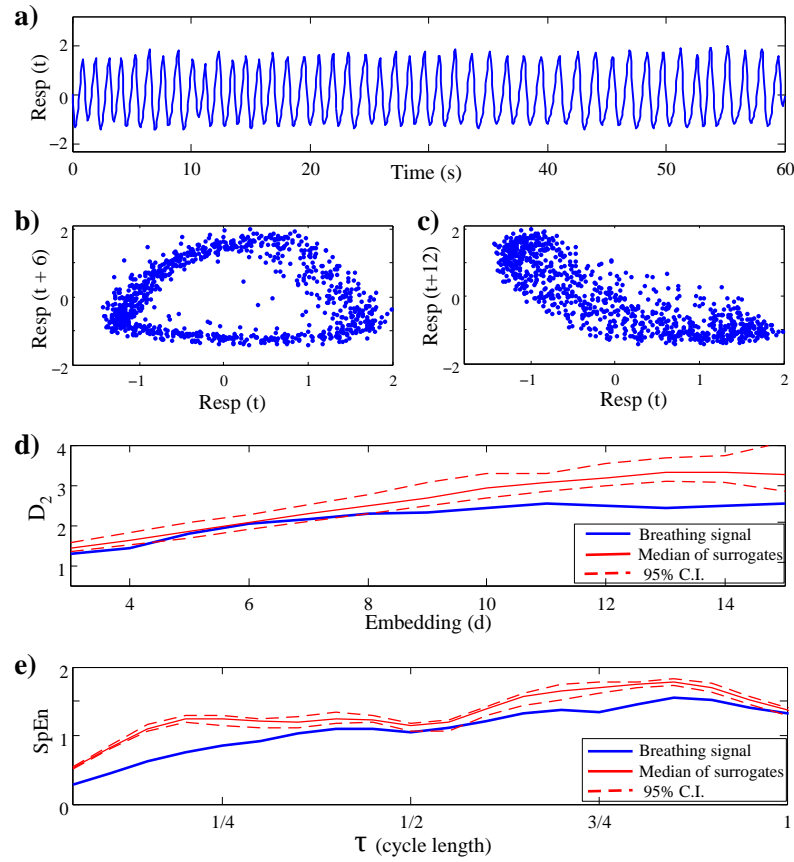 a)
2
0
−2
Resp (t)
0
10
20
30
40
50
60
Time (s)
b)
2
0
−2
Resp (t + 6)
−1
0
1
2
Resp (t)
c)
2
0
−2
Resp (t+12)
−1
0
1
2
Resp (t)
d)
4
3
2
1
D2
4
6
8
10
12
14
Embedding (d)
Breathing signal
Median of surrogates
95% C.I.
e)
2
1
0
SpEn
1/4
1/2
3/4
1
τ (cycle length)
Breathing signal
Median of surrogates
95% C.I.